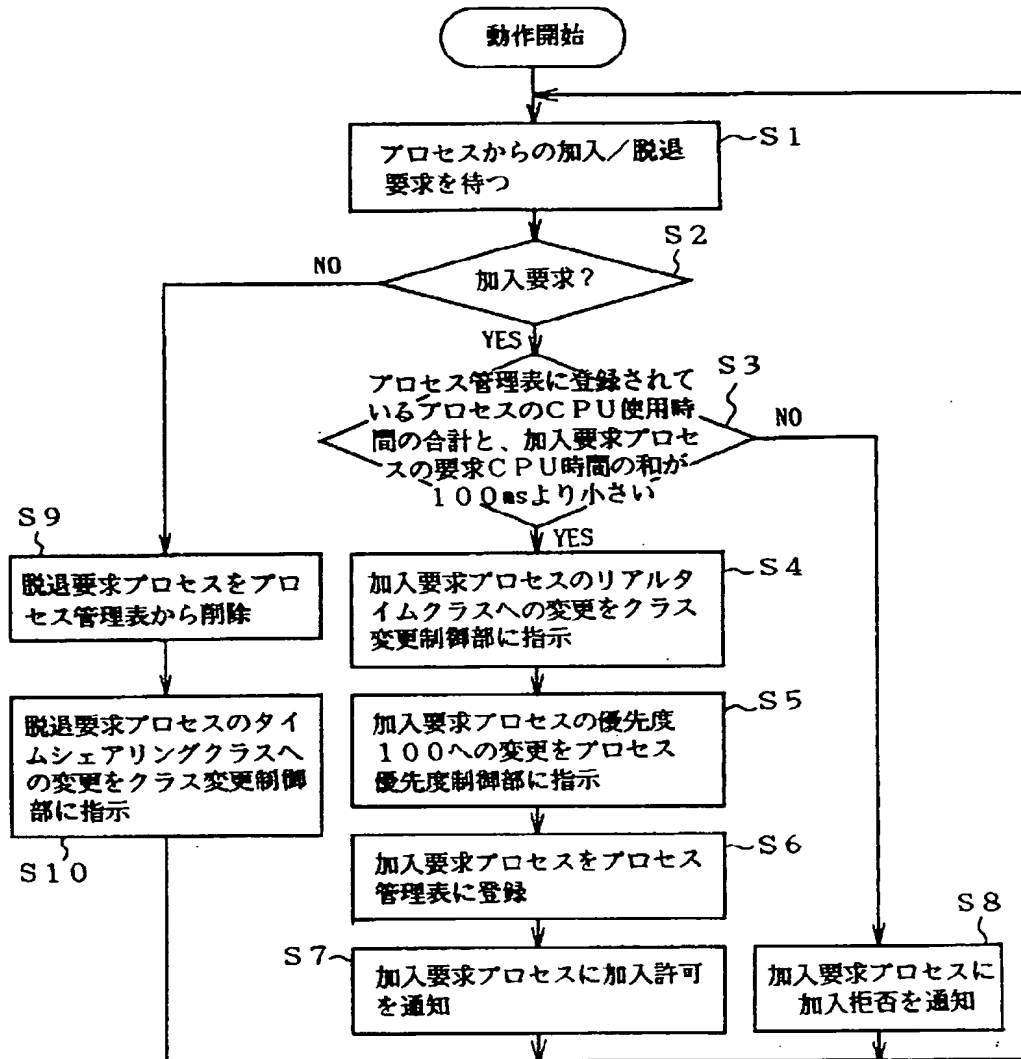 動作開始
プロセスからの加入／脱退
要求を待つ
S1
加入要求？
S2
NO
YES
プロセス管理表に登録されて
いるプロセスのCPU使用時
間の合計と、加入要求プロセ
スの要求CPU時間の和が
100msより小さい
S3
NO
YES
S9
脱退要求プロセスをプロ
セス管理表から削除
加入要求プロセスのリアルタ
イムクラスへの変更をクラス
変更制御部に指示
S4
脱退要求プロセスのタイ
ムシェアリングクラスへ
の変更をクラス変更制御
部に指示
S10
加入要求プロセスの優先度
100への変更をプロセス
優先度制御部に指示
S5
加入要求プロセスをプロセス
管理表に登録
S6
S7
加入要求プロセスに加入許可
を通知
S8
加入要求プロセスに
加入拒否を通知